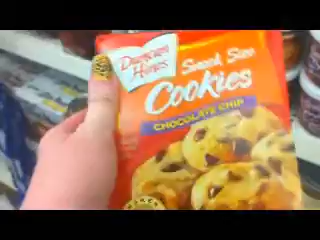 Duncan
Hines
Snack Size
Cookies
CHOCOLATE CHIP